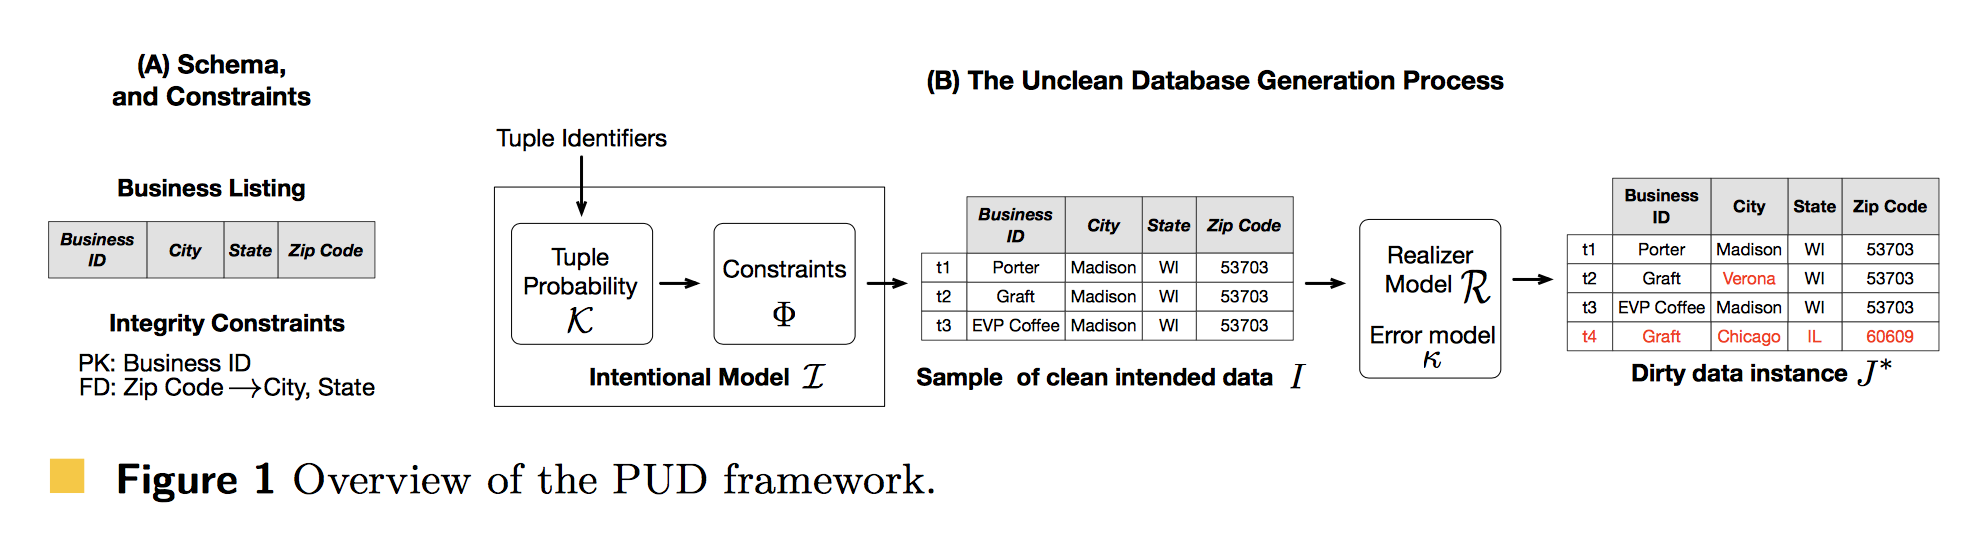 (A) Schema,
and Constraints
Business Listing
Business ID City State Zip Code
Integrity Constraints
PK: Business ID
FD: Zip Code → City, State
(B) The Unclean Database Generation Process
Tuple Identifiers
Tuple
Probability
𝒦
Constraints
Φ
Intentional Model ℐ
Business ID City State Zip Code
t1 Porter Madison WI 53703
t2 Graft Madison WI 53703
t3 EVP Coffee Madison WI 53703
Sample of clean intended data I
Realizer
Model ℛ
Error model
κ
Business ID City State Zip Code
t1 Porter Madison WI 53703
t2 Graft Verona WI 53703
t3 EVP Coffee Madison WI 53703
t4 Graft Chicago IL 60609
Dirty data instance J*
Figure 1 Overview of the PUD framework.